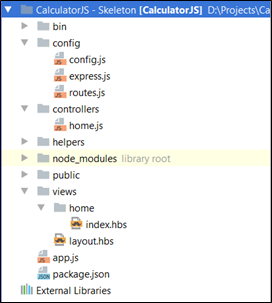 CalculatorJS - Skeleton [CalculatorJS] D:\Projects\Ca
bin
config
config.js
express.js
routes.js
controllers
home.js
helpers
node_modules library root
public
views
home
index.hbs
layout.hbs
app.js
package.json
External Libraries